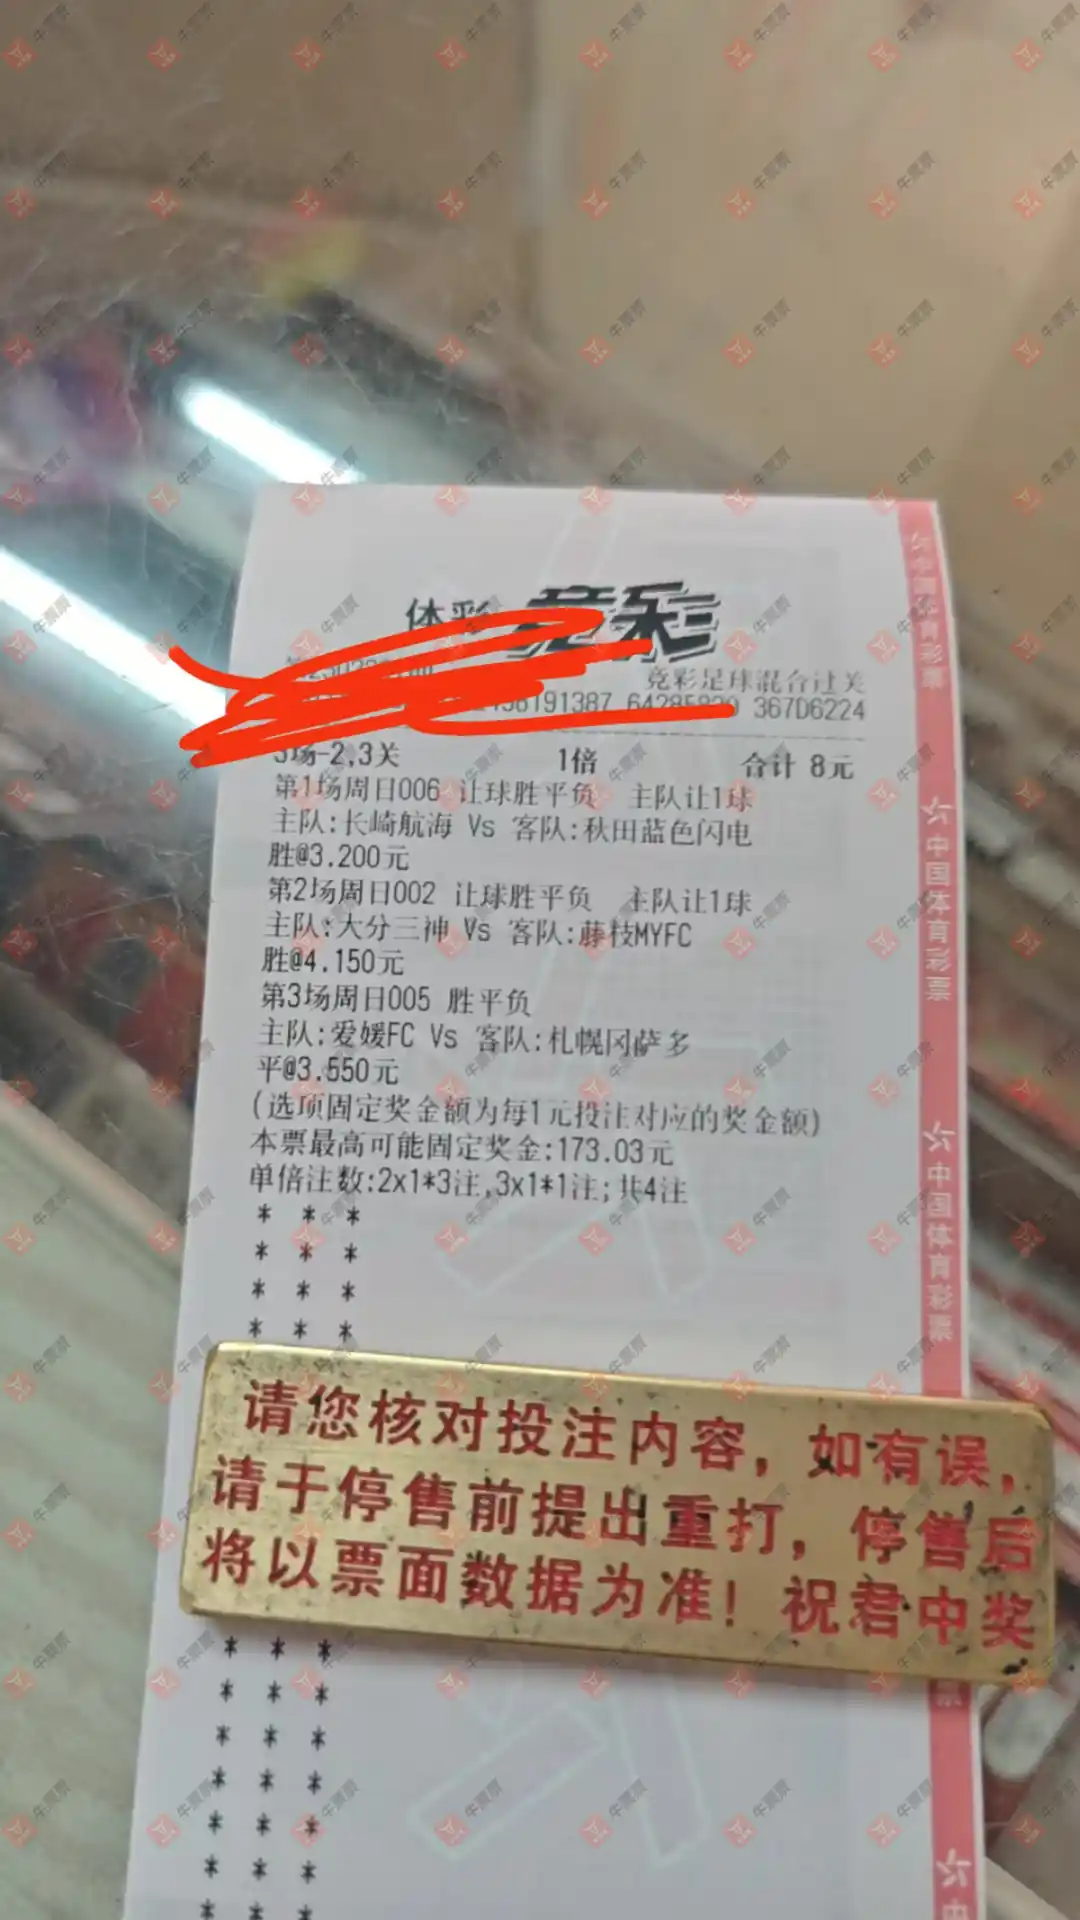 体彩 竞彩
竞彩足球混合过关
191387 367D6224
3场-2,3关 1倍 合计 8元
第1场周日006 让球胜平负 主队让1球
主队:长崎航海 Vs 客队:秋田蓝色闪电
胜@3.200元
第2场周日002 让球胜平负 主队让1球
主队:大分三神 Vs 客队:藤枝MYFC
胜@4.150元
第3场周日005 胜平负
主队:爱媛FC Vs 客队:札幌冈萨多
平@3.550元
(选项固定奖金额为每1元投注对应的奖金额)
本票最高可能固定奖金:173.03元
单倍注数:2x1*3注,3x1*1注;共4注
请您核对投注内容，如有误，
请于停售前提出重打，停售后
将以票面数据为准！祝君中奖
中国体育彩票
中国体育彩票
中国体育彩票
牛票票